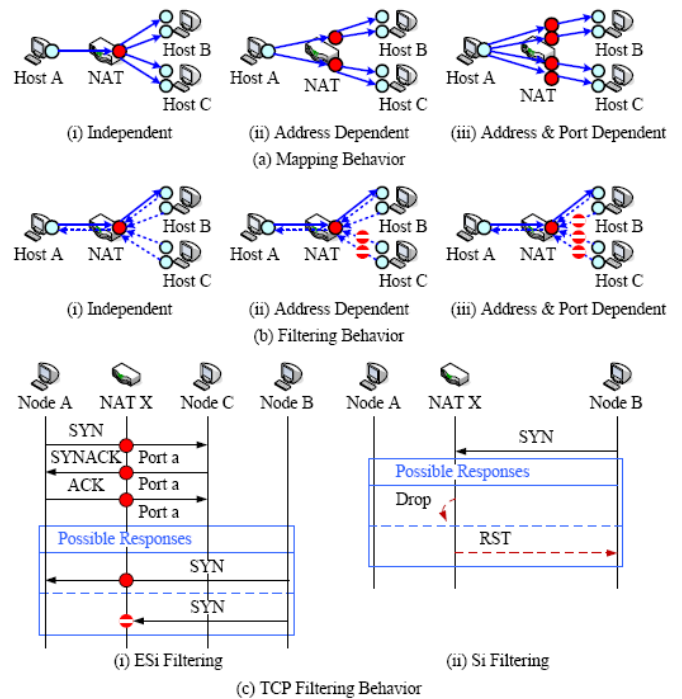 Host A NAT Host B Host C
Host A NAT Host B Host C
Host A NAT Host B Host C
(i) Independent (ii) Address Dependent (iii) Address & Port Dependent
(a) Mapping Behavior
Host A NAT Host B Host C
Host A NAT Host B Host C
Host A NAT Host B Host C
(i) Independent (ii) Address Dependent (iii) Address & Port Dependent
(b) Filtering Behavior
Node A NAT X Node C Node B
SYN
SYNACK Port a
ACK Port a
Port a
Possible Responses
SYN
SYN
(i) ESi Filtering
Node A NAT X Node B
SYN
Possible Responses
Drop
RST
(ii) Si Filtering
(c) TCP Filtering Behavior